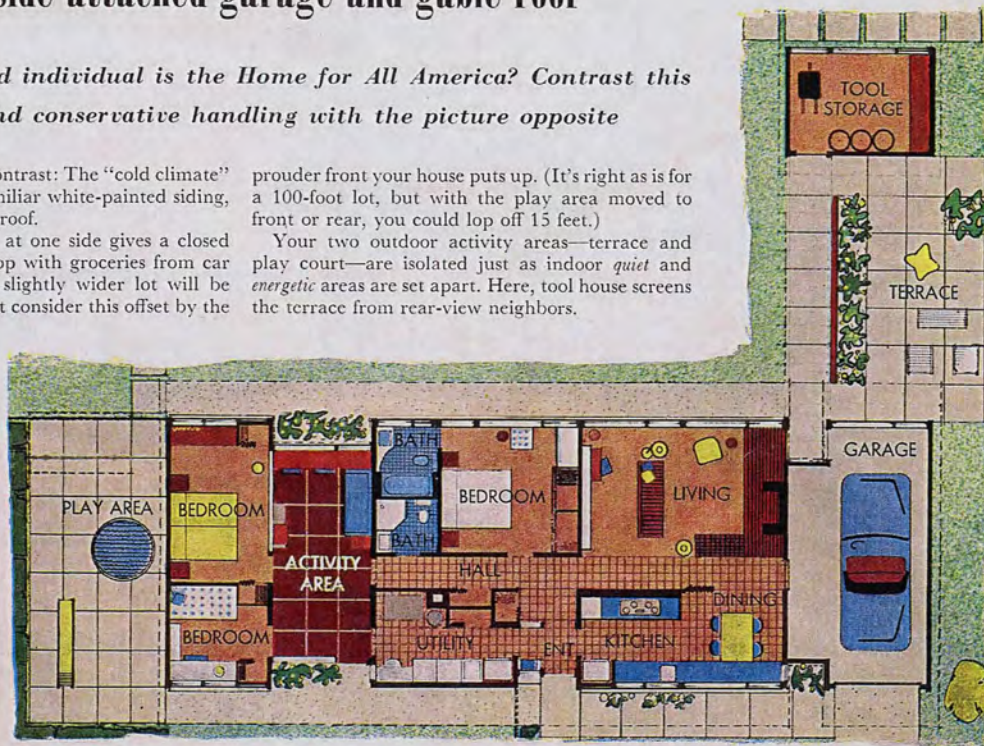 side attached garage and gable roof
d individual is the Home for All America? Contrast this
nd conservative handling with the picture opposite
ontrast: The "cold climate"
niliar white-painted siding,
roof.
at one side gives a closed
op with groceries from car
slightly wider lot will be
t consider this offset by the
prouder front your house puts up. (It's right as is for
a 100-foot lot, but with the play area moved to
front or rear, you could lop off 15 feet.)
Your two outdoor activity areas—terrace and
play court—are isolated just as indoor quiet and
energetic areas are set apart. Here, tool house screens
the terrace from rear-view neighbors.
TOOL
STORAGE
TERRACE
GARAGE
PLAY AREA
BEDROOM
ACTIVITY
AREA
BATH
BATH
BEDROOM
LIVING
HALL
DINING
BEDROOM
UTILITY
ENT
KITCHEN